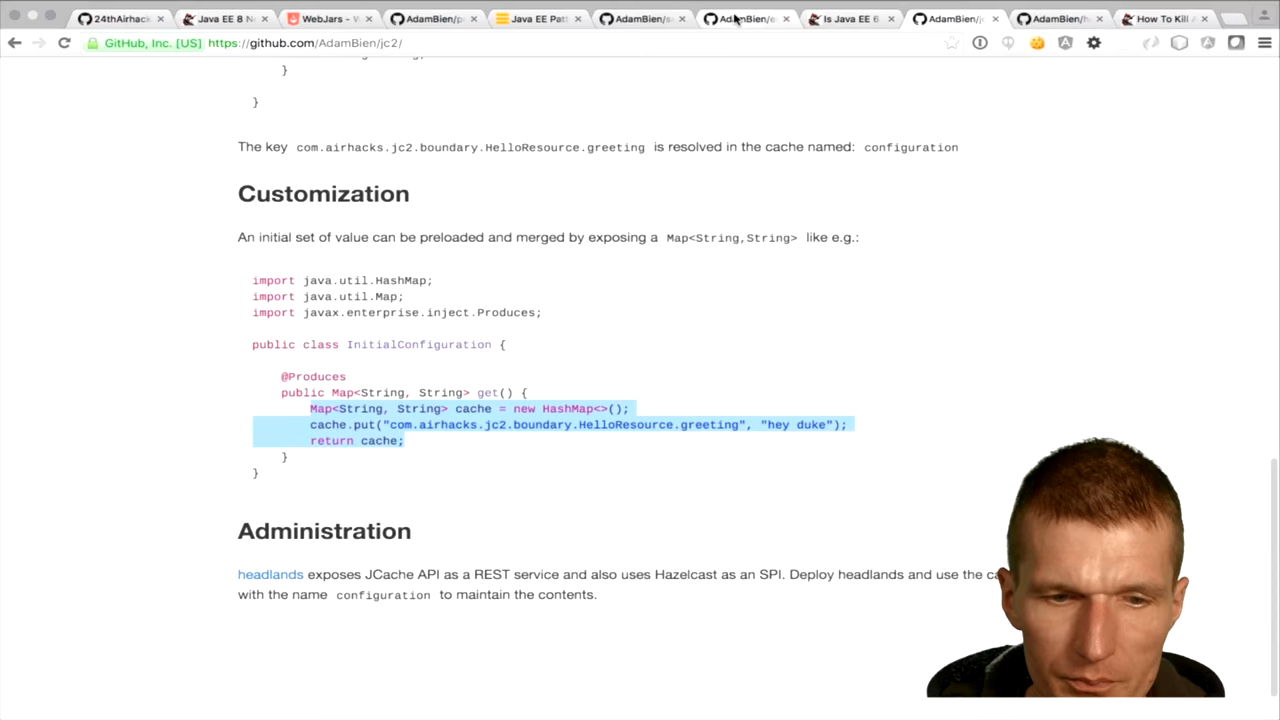 24thAirhac
Java EE 8 N
WebJars - W
AdamBien/p
Java EE Patt
AdamBien/s
AdamBien/e
Is Java EE 6
AdamBien/jc
AdamBien/h
How To Kill
GitHub, Inc. [US] https://github.com/AdamBien/jc2/
}
}
The key com.airhacks.jc2.boundary.HelloResource.greeting is resolved in the cache named: configuration
Customization
An initial set of value can be preloaded and merged by exposing a Map<String,String> like e.g.:
import java.util.HashMap;
import java.util.Map;
import javax.enterprise.inject.Produces;
public class InitialConfiguration {
@Produces
public Map<String, String> get() {
Map<String, String> cache = new HashMap<>();
cache.put("com.airhacks.jc2.boundary.HelloResource.greeting", "hey duke");
return cache;
}
}
Administration
headlands exposes JCache API as a REST service and also uses Hazelcast as an SPI. Deploy headlands and use the ca
with the name configuration to maintain the contents.